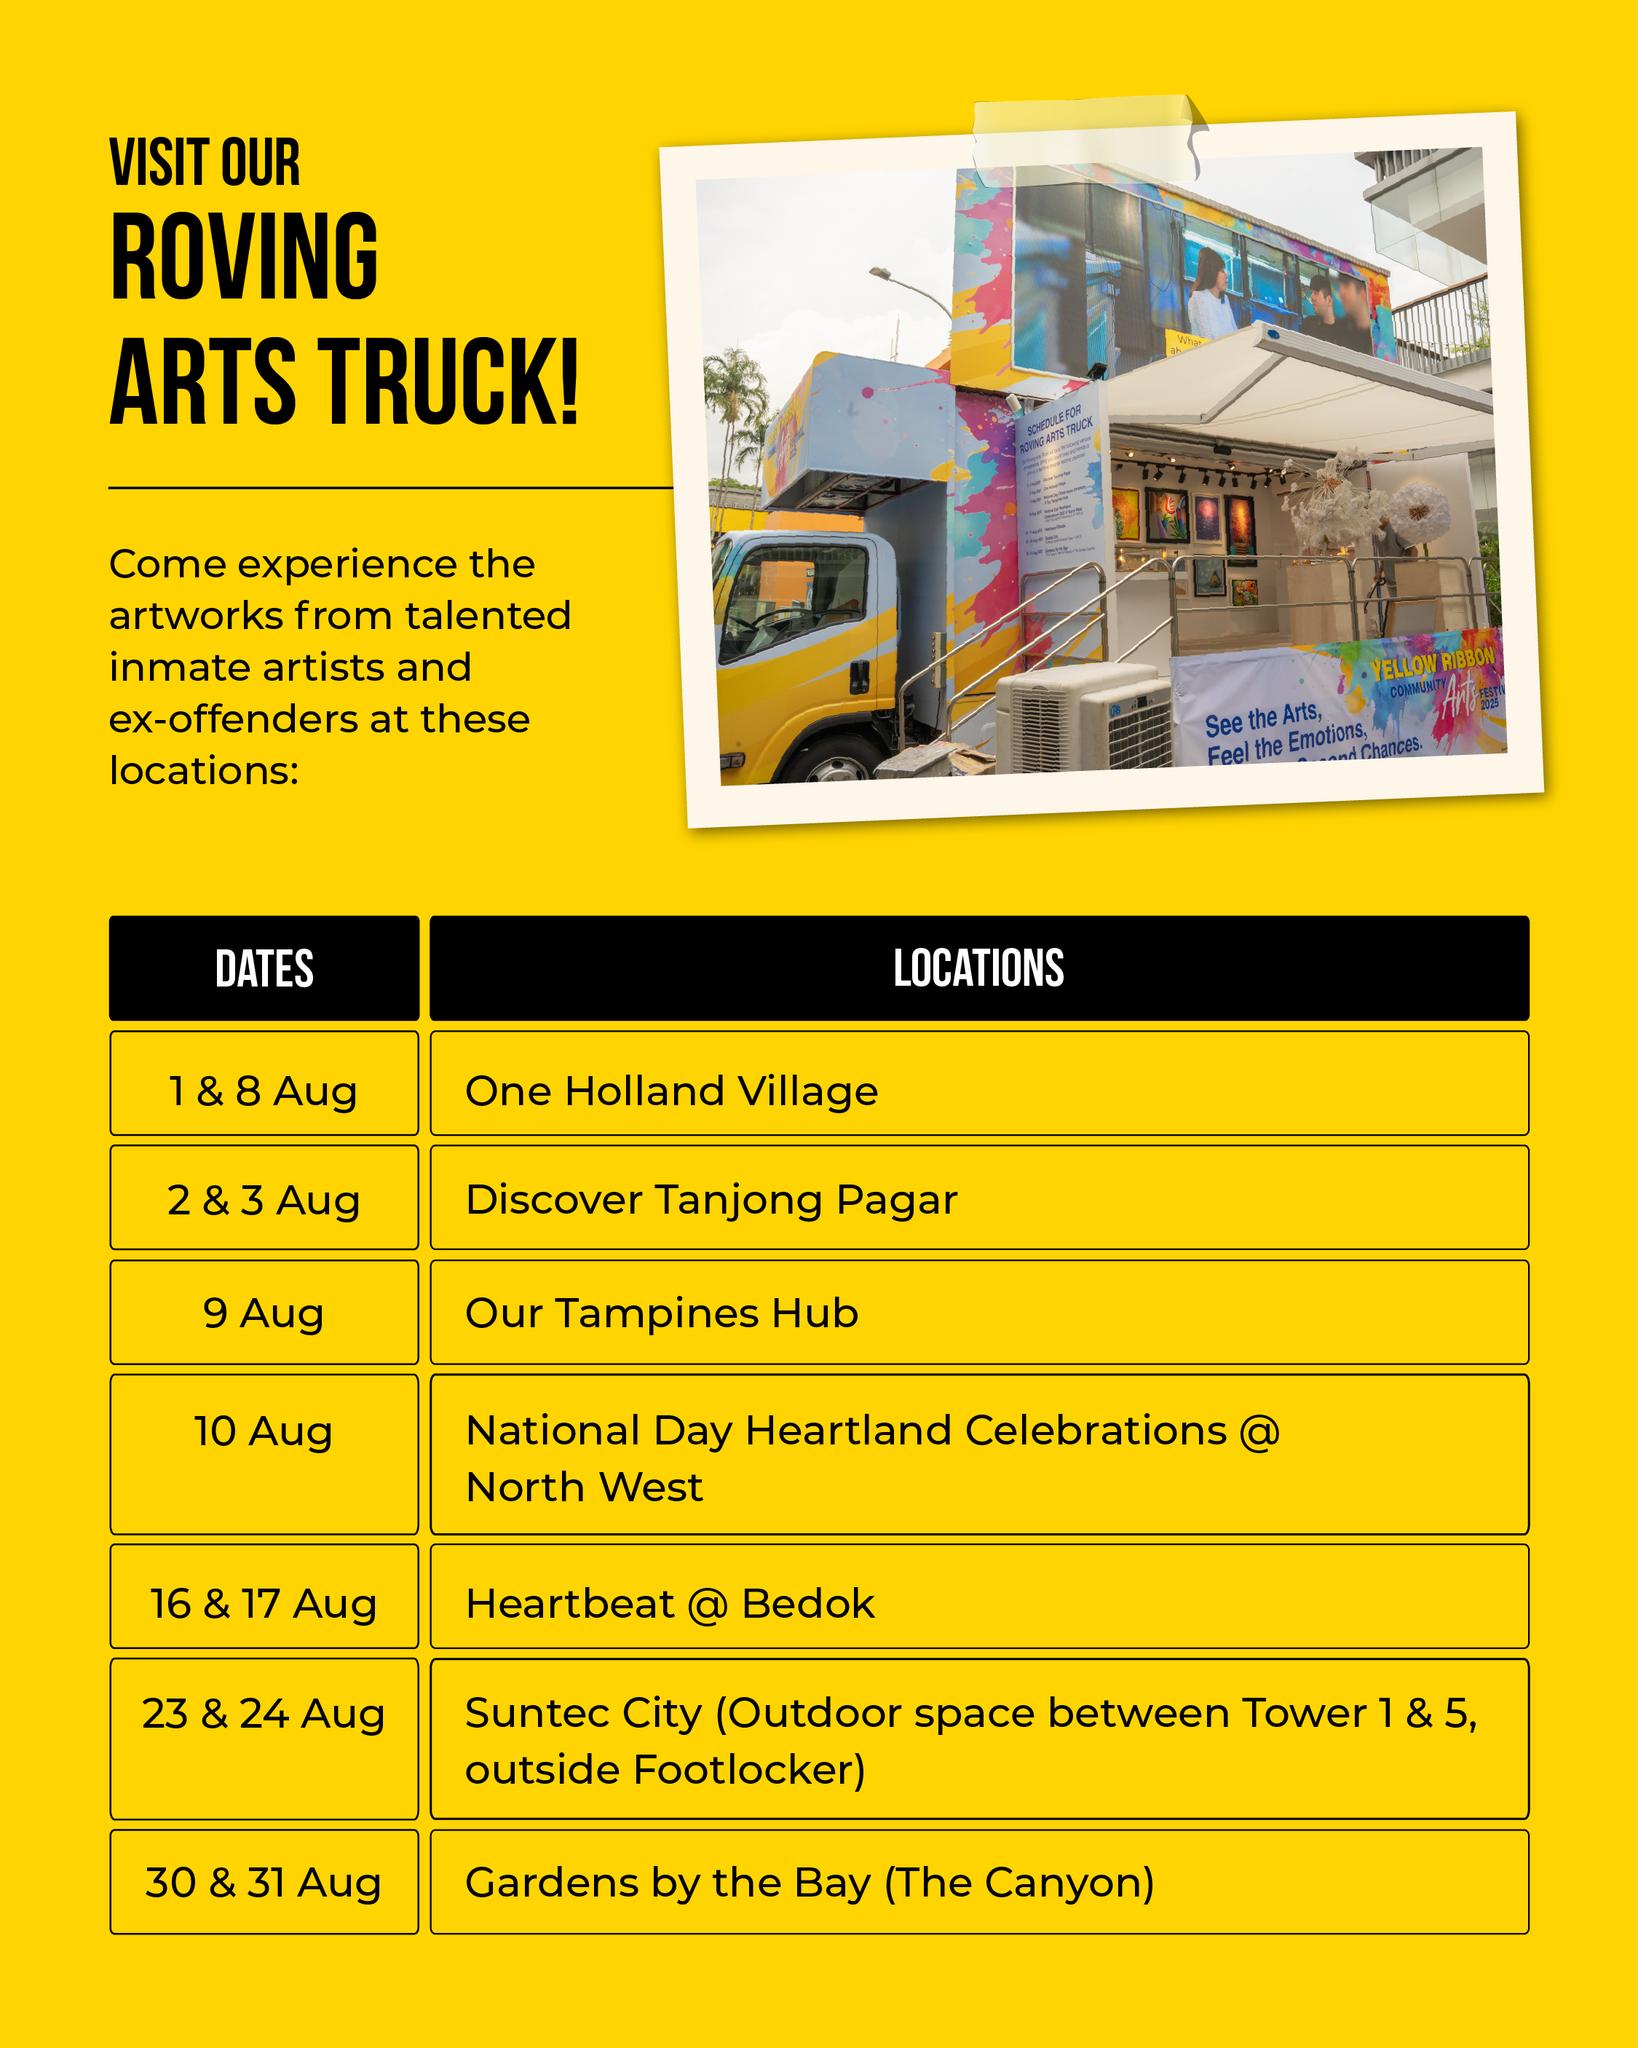 VISIT OUR
ROVING
ARTS TRUCK!
Come experience the
artworks from talented
inmate artists and
ex-offenders at these
locations:
What
SCHEDULE FOR
ROVING ARTS TRUCK
YELLOW RIBBON
COMMUNITY
Arts
2025
See the Arts,
Feel the Emotions,
Chances.
DATES
LOCATIONS
1 & 8 Aug
One Holland Village
2 & 3 Aug
Discover Tanjong Pagar
9 Aug
Our Tampines Hub
10 Aug
National Day Heartland Celebrations @
North West
16 & 17 Aug
Heartbeat @ Bedok
23 & 24 Aug
Suntec City (Outdoor space between Tower 1 & 5,
outside Footlocker)
30 & 31 Aug
Gardens by the Bay (The Canyon)